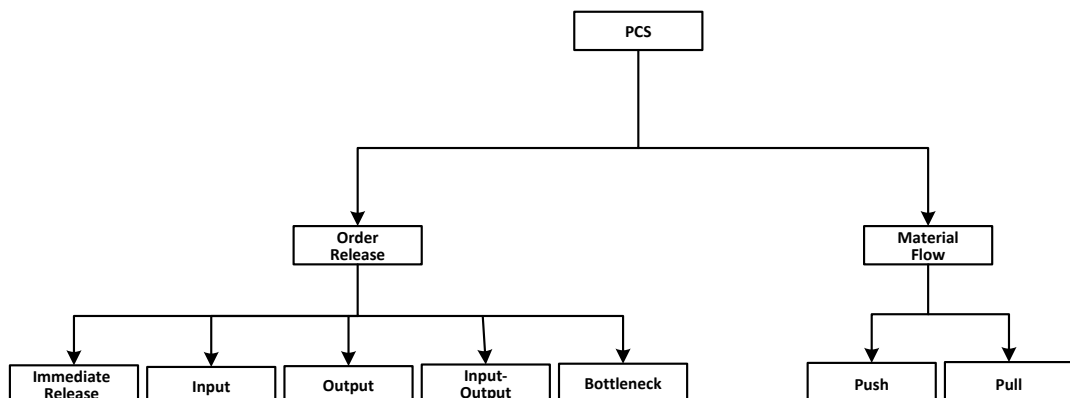 PCS
Order
Release
Material
Flow
Immediate
Release
Input
Output
Input-
Output
Bottleneck
Push
Pull